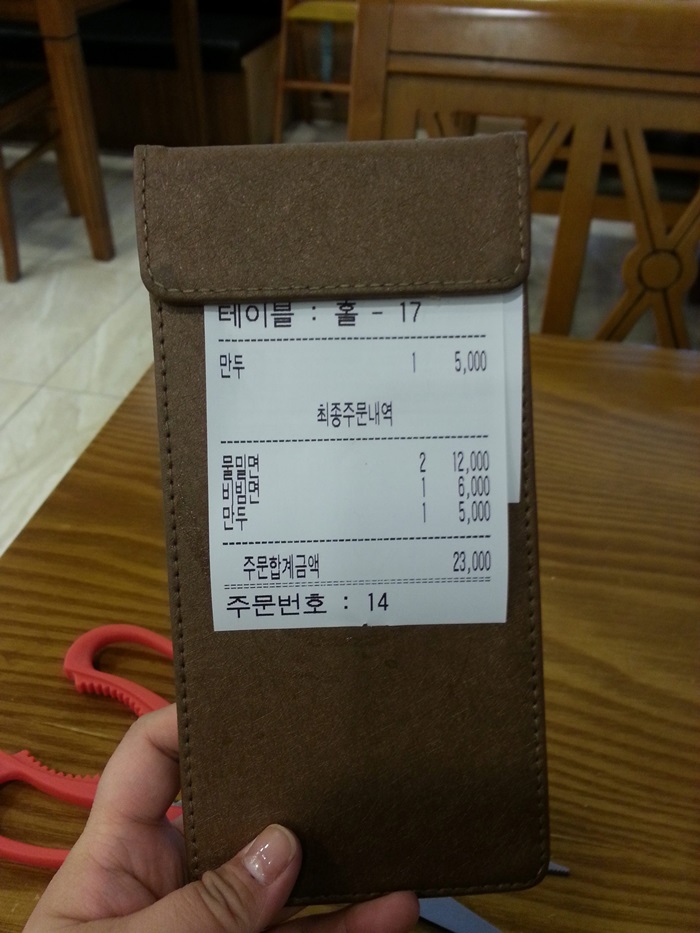 테이블 : 홀 - 17
만두 1 5,000
최종주문내역
물밀면 2 12,000
비빔면 1 6,000
만두 1 5,000
주문합계금액 23,000
주문번호 : 14